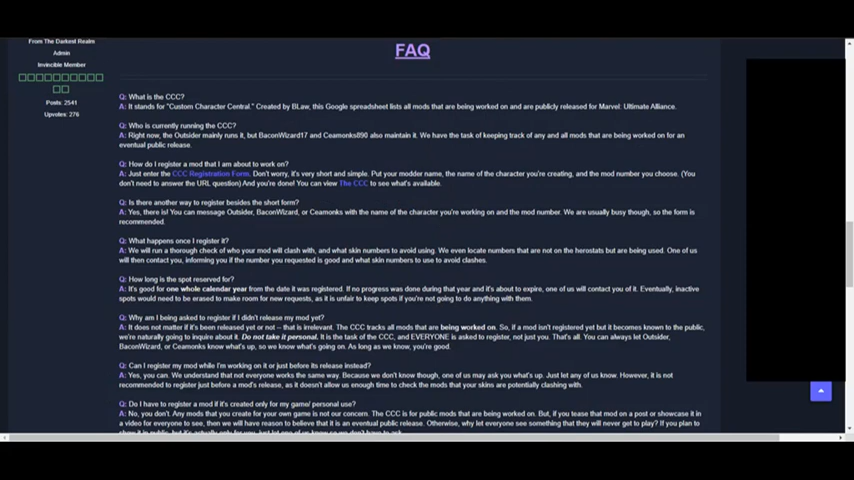 From The Darkest Realm
Admin
Invincible Member
Posts: 2541
Upvotes: 276
FAQ
Q: What is the CCC?
A: It stands for "Custom Character Central." Created by BLaw, this Google spreadsheet lists all mods that are being worked on and are publicly released for Marvel: Ultimate Alliance.
Q: Who is currently running the CCC?
A: Right now, the Outsider mainly runs it, but BaconWizard17 and Ceamonks890 also maintain it. We have the task of keeping track of any and all mods that are being worked on for an
eventual public release.
Q: How do I register a mod that I am about to work on?
A: Just enter the CCC Registration Form. Don't worry, it's very short and simple. Put your modder name, the name of the character you're creating, and the mod number you choose. (You
don't need to answer the URL question) And you're done! You can view The CCC to see what's available.
Q: Is there another way to register besides the short form?
A: Yes, there is! You can message Outsider, BaconWizard, or Ceamonks with the name of the character you're working on and the mod number. We are usually busy though, so the form is
recommended.
Q: What happens once I register it?
A: We will run a thorough check of who your mod will clash with, and what skin numbers to avoid using. We even locate numbers that are not on the herostats but are being used. One of us
will then contact you, informing you if the number you requested is good and what skin numbers to use to avoid clashes.
Q: How long is the spot reserved for?
A: It's good for one whole calendar year from the date it was registered. If no progress was done during that year and it's about to expire, one of us will contact you of it. Eventually, inactive
spots would need to be erased to make room for new requests, as it is unfair to keep spots if you're not going to do anything with them.
Q: Why am I being asked to register if I didn't release my mod yet?
A: It does not matter if it's been released yet or not -- that is irrelevant. The CCC tracks all mods that are being worked on. So, if a mod isn't registered yet but it becomes known to the public,
we're naturally going to inquire about it. Do not take it personal. It is the task of the CCC, and EVERYONE is asked to register, not just you. That's all. You can always let Outsider,
BaconWizard, or Ceamonks know what's up, so we know what's going on. As long as we know, you're good.
Q: Can I register my mod while I'm working on it or just before its release instead?
A: Yes, you can. We understand that not everyone works the same way. Because we don't know though, one of us may ask you what's up. Just let any of us know. However, it is not
recommended to register just before a mod's release, as it doesn't allow us enough time to check the mods that your skins are potentially clashing with.
Q: Do I have to register a mod if it's created only for my game/ personal use?
A: No, you don't. Any mods that you create for your own game is not our concern. The CCC is for public mods that are being worked on. But, if you tease that mod on a post or showcase it in
a video for everyone to see, then we will have reason to believe that it is an eventual public release. Otherwise, why let everyone see something that they will never get to play? If you plan to
show it in public, but it's actually only for you, just let one of us know so we don't have to ask.